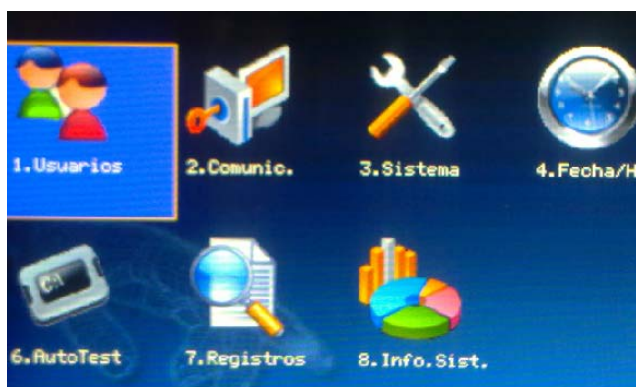 1.Usuarios
2.Comunic.
3.Sistema
4.Fecha/H
6.AutoTest
7.Registros
8.Info.Sist.